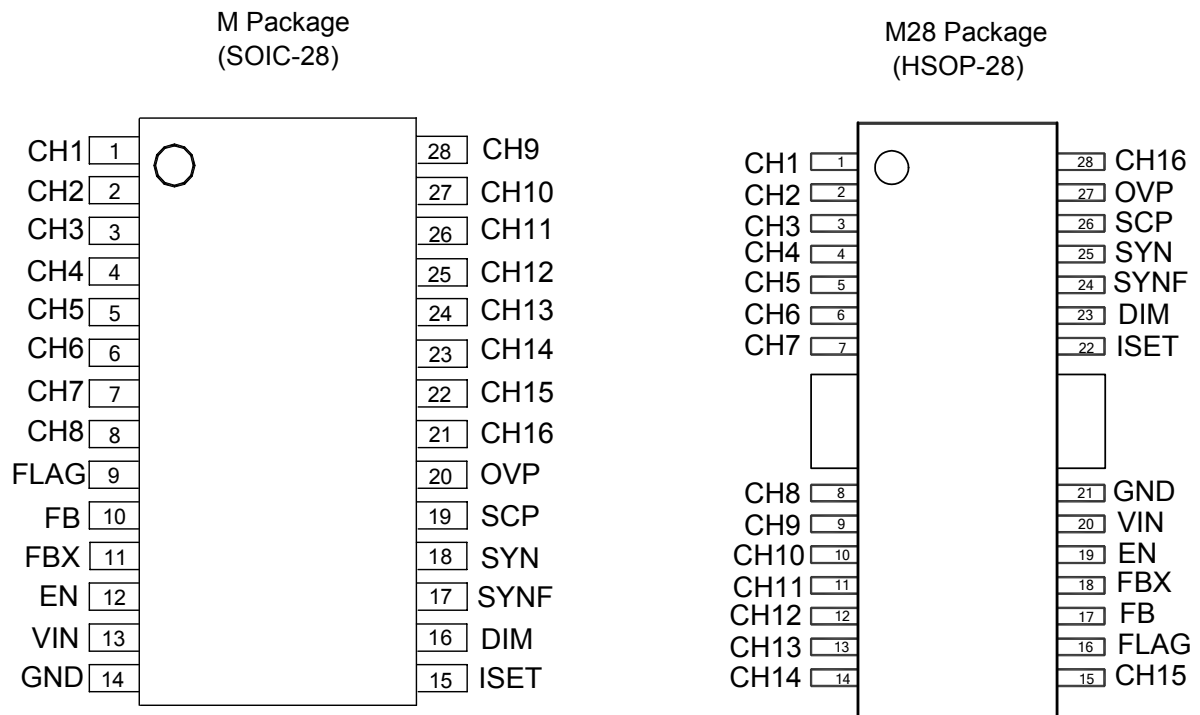 M Package
(SOIC-28)
CH1 1
CH2 2
CH3 3
CH4 4
CH5 5
CH6 6
CH7 7
CH8 8
FLAG 9
FB 10
FBX 11
EN 12
VIN 13
GND 14
28 CH9
27 CH10
26 CH11
25 CH12
24 CH13
23 CH14
22 CH15
21 CH16
20 OVP
19 SCP
18 SYN
17 SYNF
16 DIM
15 ISET
M28 Package
(HSOP-28)
CH1 1
CH2 2
CH3 3
CH4 4
CH5 5
CH6 6
CH7 7
CH8 8
CH9 9
CH10 10
CH11 11
CH12 12
CH13 13
CH14 14
28 CH16
27 OVP
26 SCP
25 SYN
24 SYNF
23 DIM
22 ISET
21 GND
20 VIN
19 EN
18 FBX
17 FB
16 FLAG
15 CH15